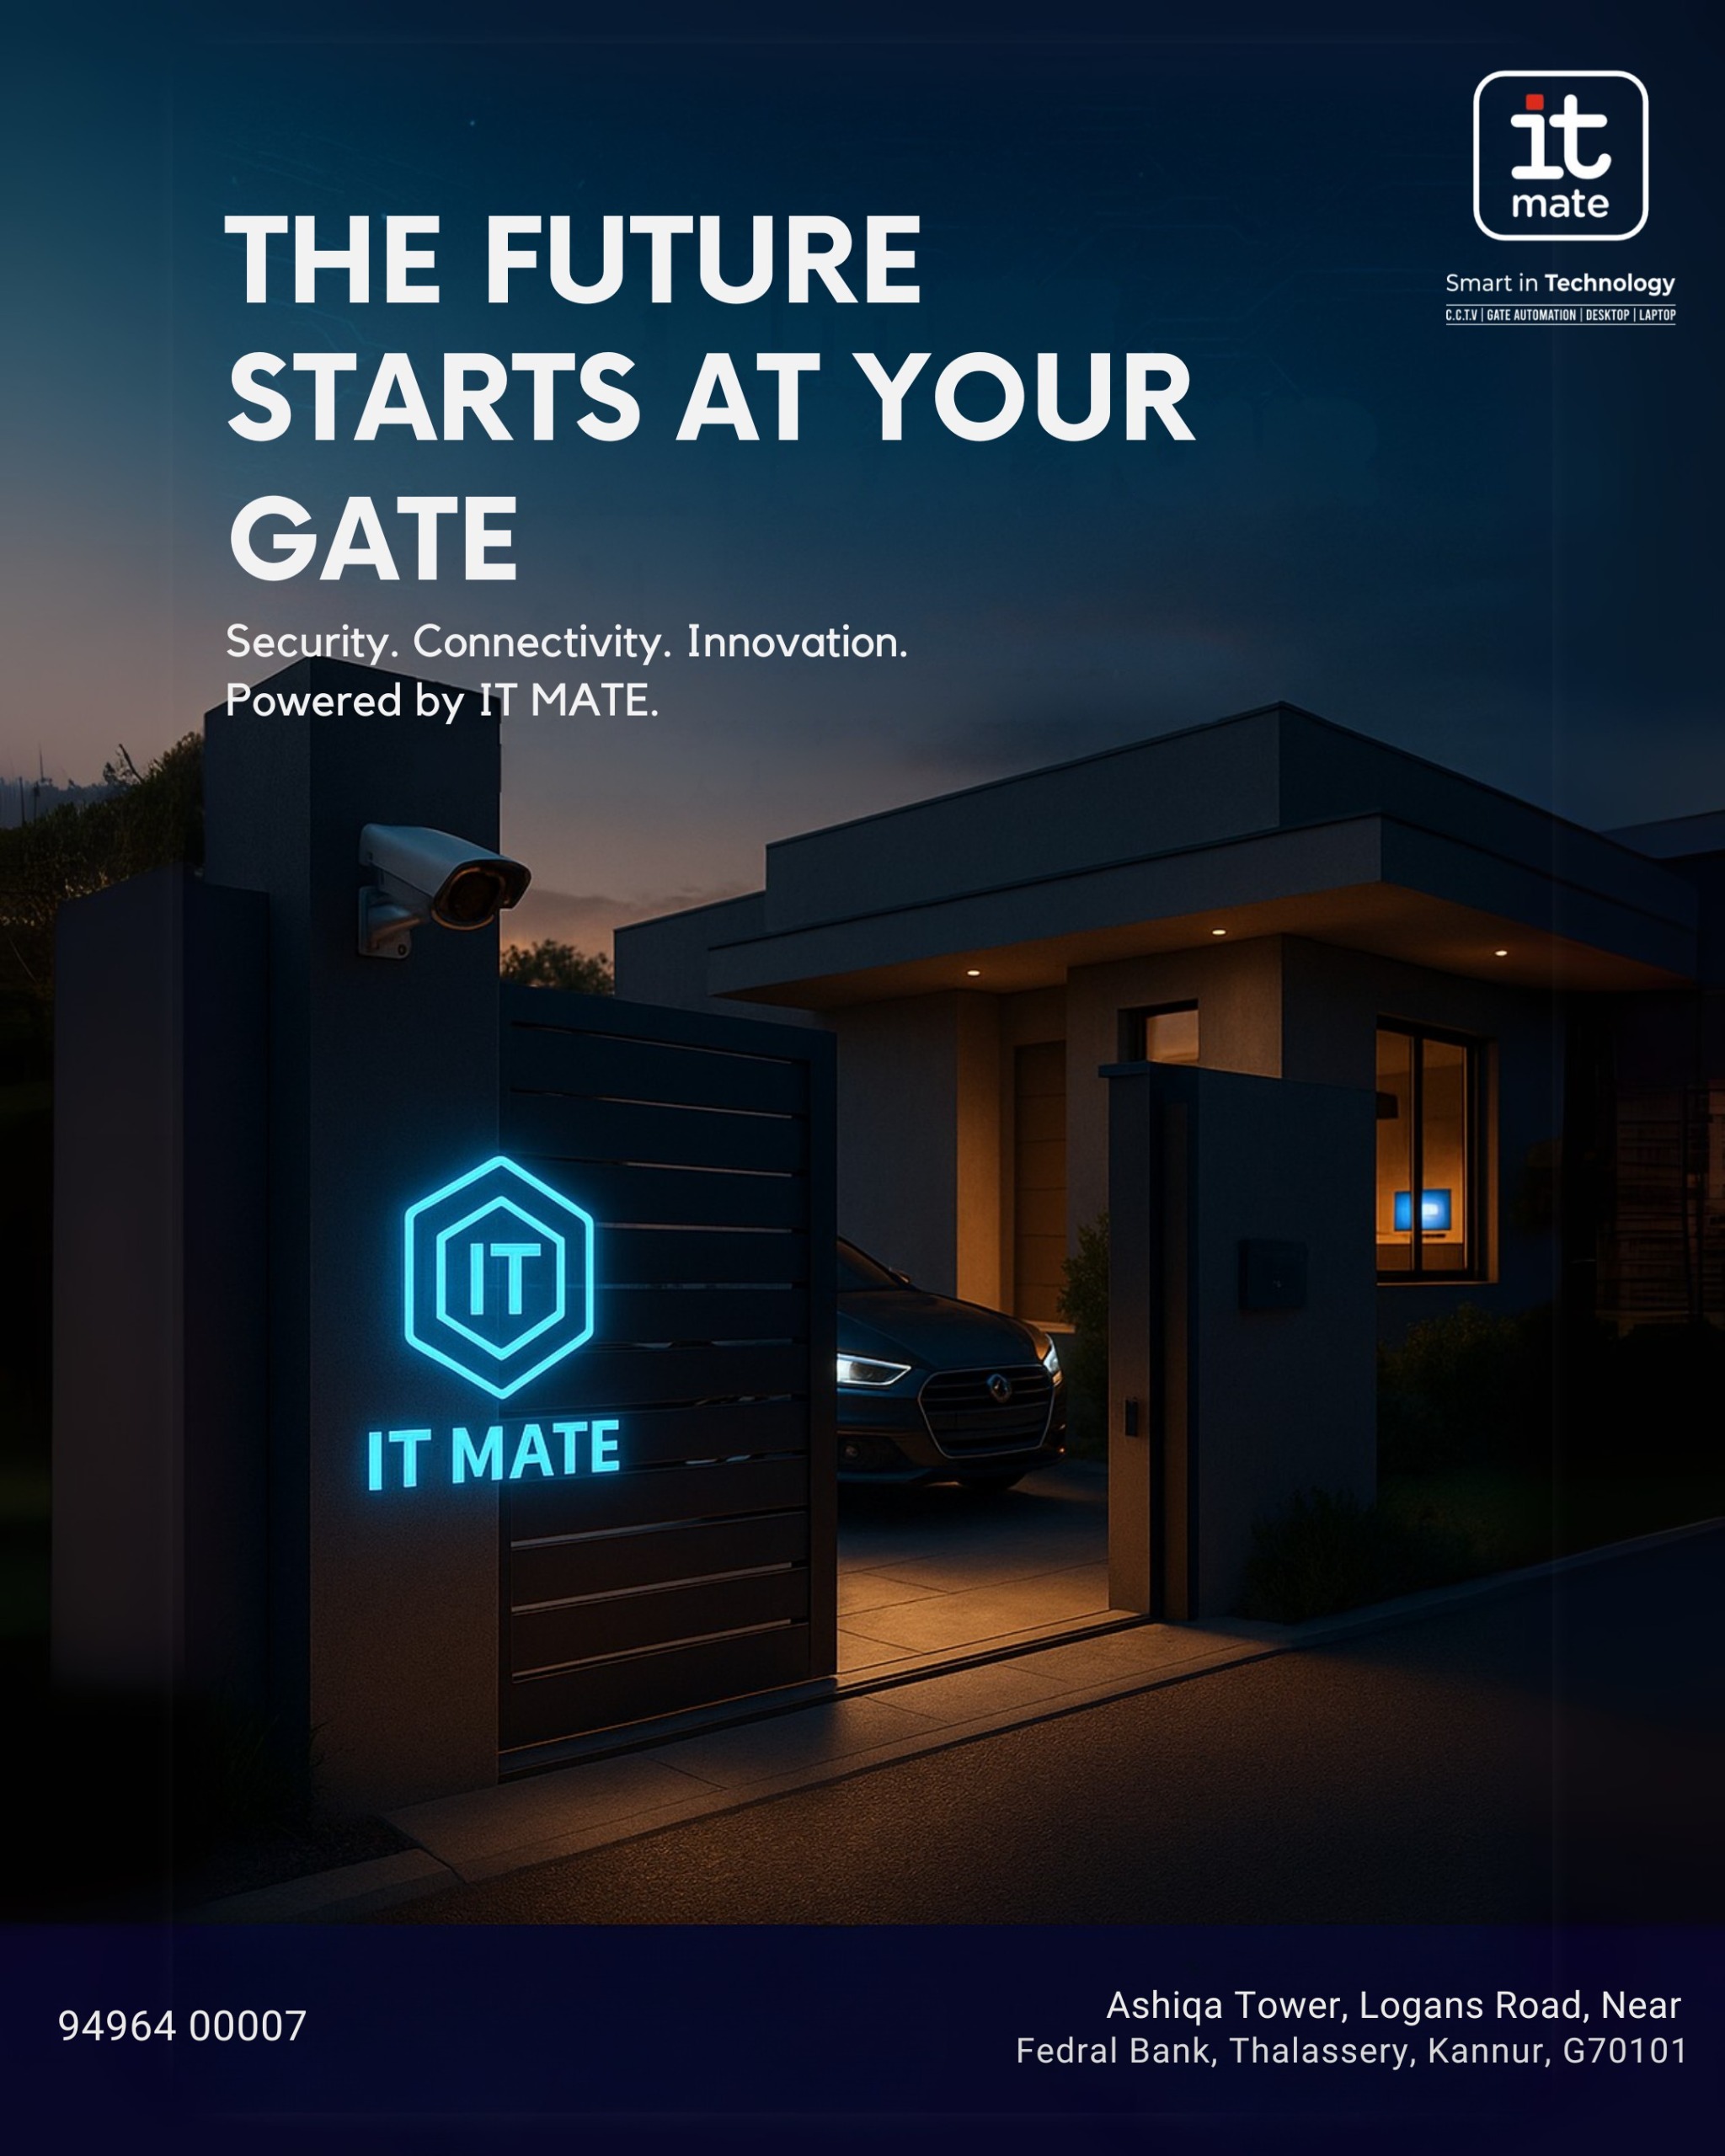 it
mate
Smart in Technology
C.C.T.V | GATE AUTOMATION | DESKTOP | LAPTOP
THE FUTURE
STARTS AT YOUR
GATE
Security. Connectivity. Innovation.
Powered by IT MATE.
IT
IT MATE
94964 00007
Ashiqa Tower, Logans Road, Near
Fedral Bank, Thalassery, Kannur, G70101